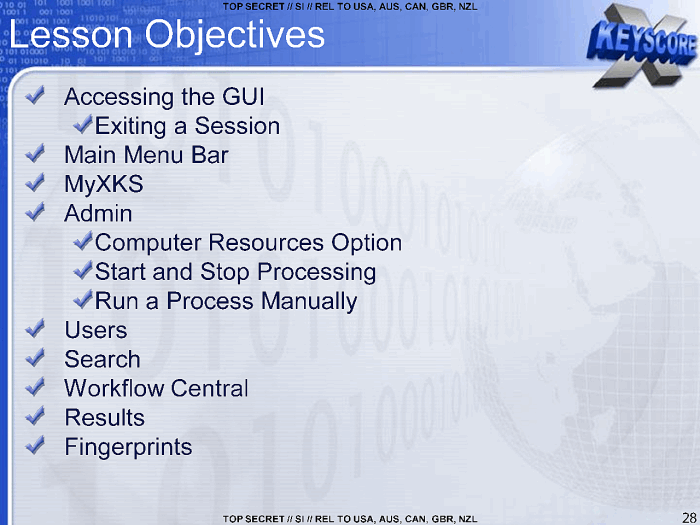 TOP SECRET // SI // REL TO USA, AUS, CAN, GBR, NZL
Lesson Objectives
X KEYSCORE
Accessing the GUI
Exiting a Session
Main Menu Bar
MyXKS
Admin
Computer Resources Option
Start and Stop Processing
Run a Process Manually
Users
Search
Workflow Central
Results
Fingerprints
TOP SECRET // SI // REL TO USA, AUS, CAN, GBR, NZL
28